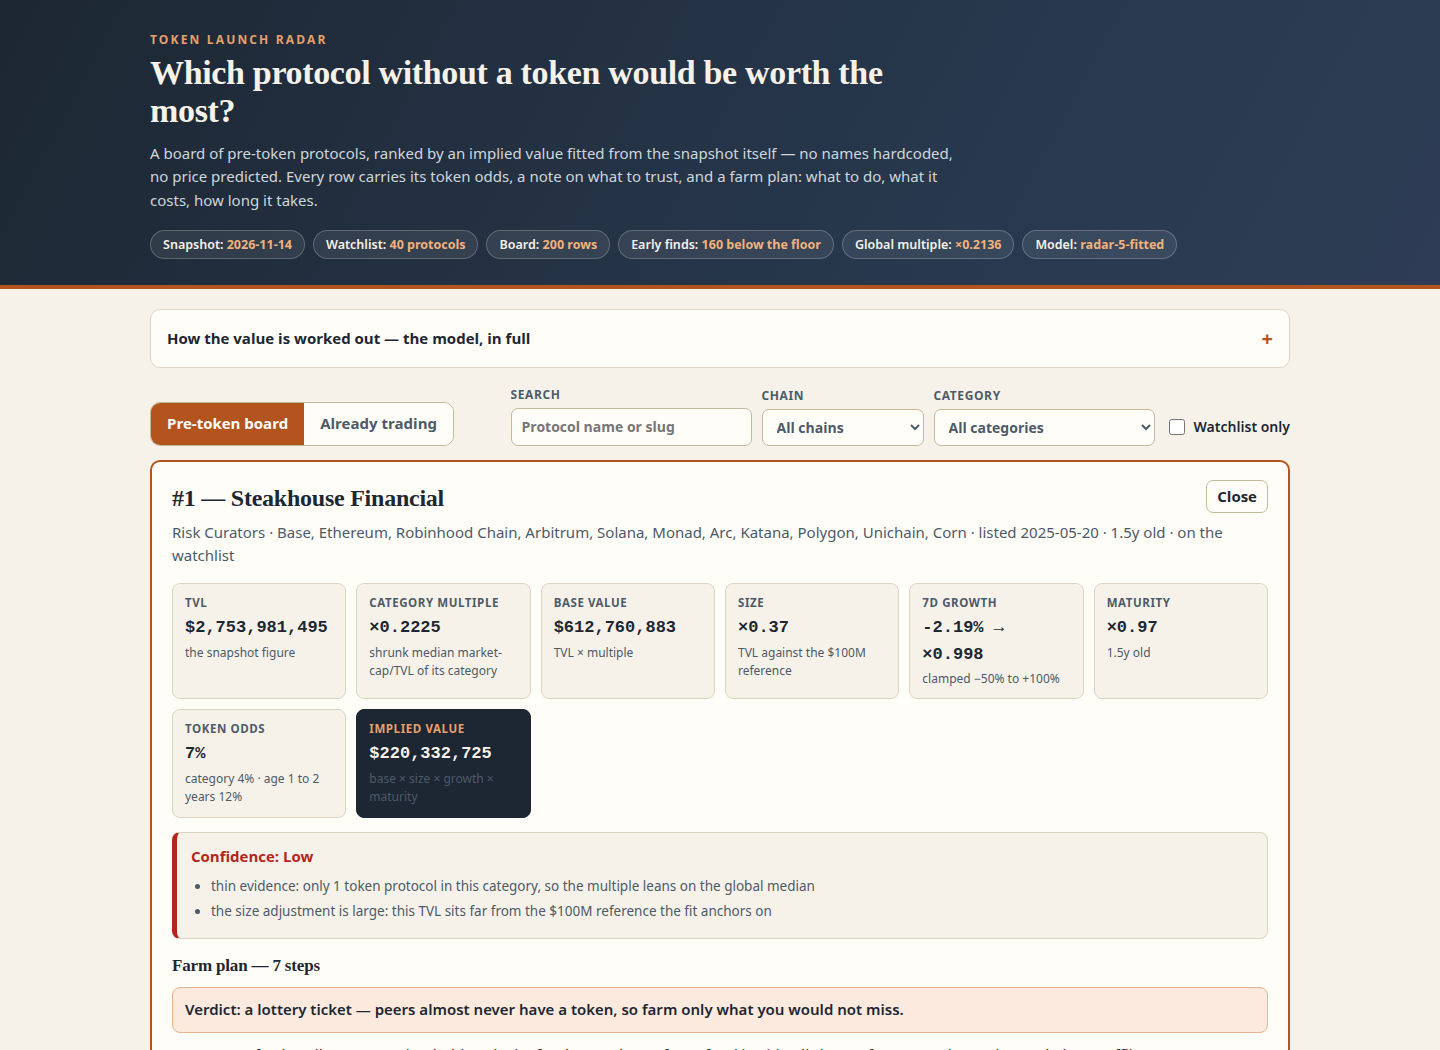 TOKEN LAUNCH RADAR
Which protocol without a token would be worth the
most?
A board of pre-token protocols, ranked by an implied value fitted from the snapshot itself — no names hardcoded,
no price predicted. Every row carries its token odds, a note on what to trust, and a farm plan: what to do, what it
costs, how long it takes.
Snapshot: 2026-11-14
Watchlist: 40 protocols
Board: 200 rows
Early finds: 160 below the floor
Global multiple: ×0.2136
Model: radar-5-fitted
How the value is worked out — the model, in full
+
SEARCH
CHAIN
CATEGORY
Pre-token board
Already trading
Protocol name or slug
All chains
All categories
Watchlist only
#1 — Steakhouse Financial
Close
Risk Curators · Base, Ethereum, Robinhood Chain, Arbitrum, Solana, Monad, Arc, Katana, Polygon, Unichain, Corn · listed 2025-05-20 · 1.5y old · on the
watchlist
TVL
$2,753,981,495
the snapshot figure
CATEGORY MULTIPLE
×0.2225
shrunk median market-
cap/TVL of its category
BASE VALUE
$612,760,883
TVL × multiple
SIZE
×0.37
TVL against the $100M
reference
7D GROWTH
-2.19% →
×0.998
clamped −50% to +100%
MATURITY
×0.97
1.5y old
TOKEN ODDS
7%
category 4% · age 1 to 2
years 12%
IMPLIED VALUE
$220,332,725
base × size × growth ×
maturity
Confidence: Low
• thin evidence: only 1 token protocol in this category, so the multiple leans on the global median
• the size adjustment is large: this TVL sits far from the $100M reference the fit anchors on
Farm plan — 7 steps
Verdict: a lottery ticket — peers almost never have a token, so farm only what you would not miss.